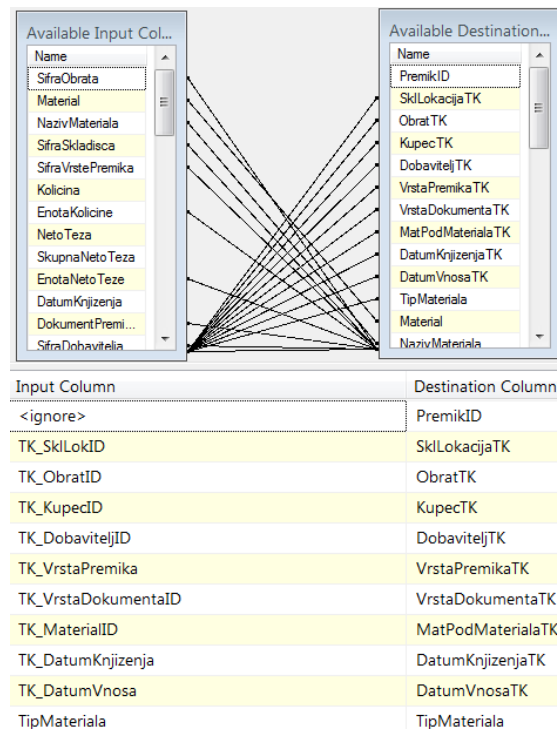 Available Input Col...
Name
SifraObrata
Material
NazivMateriala
SifraSkladisca
SifraVrstePremika
Kolicina
EnotaKolicine
NetoTeza
SkupnaNetoTeza
EnotaNetoTeze
DatumKnjizenja
DokumentPremi...
SifraDobavitelja
Available Destination...
Name
PremikID
SklLokacijaTK
ObratTK
KupecTK
DobaviteljTK
VrstaPremikaTK
VrstaDokumentaTK
MatPodMaterialaTK
DatumKnjizenjaTK
DatumVnosaTK
TipMateriala
Material
NazivMateriala
Input Column Destination Column
<ignore> PremikID
TK_SklLokID SklLokacijaTK
TK_ObratID ObratTK
TK_KupecID KupecTK
TK_DobaviteljID DobaviteljTK
TK_VrstaPremika VrstaPremikaTK
TK_VrstaDokumentaID VrstaDokumentaTK
TK_MaterialID MatPodMaterialaTK
TK_DatumKnjizenja DatumKnjizenjaTK
TK_DatumVnosa DatumVnosaTK
TipMateriala TipMateriala